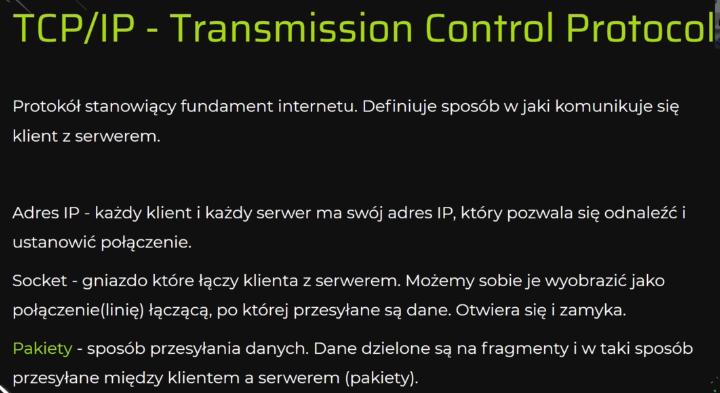 TCP/IP - Transmission Control Protocol
Protokół stanowiący fundament internetu. Definiuje sposób w jaki komunikuje się
klient z serwerem.
Adres IP - każdy klient i każdy serwer ma swój adres IP, który pozwala się odnaleźć i
ustanowić połączenie.
Socket - gniazdo które łączy klienta z serwerem. Możemy sobie je wyobrazić jako
połączenie(linię) łączącą, po której przesyłane są dane. Otwiera się i zamyka.
Pakiety - sposób przesyłania danych. Dane dzielone są na fragmenty i w taki sposób
przesyłane między klientem a serwerem (pakiety).